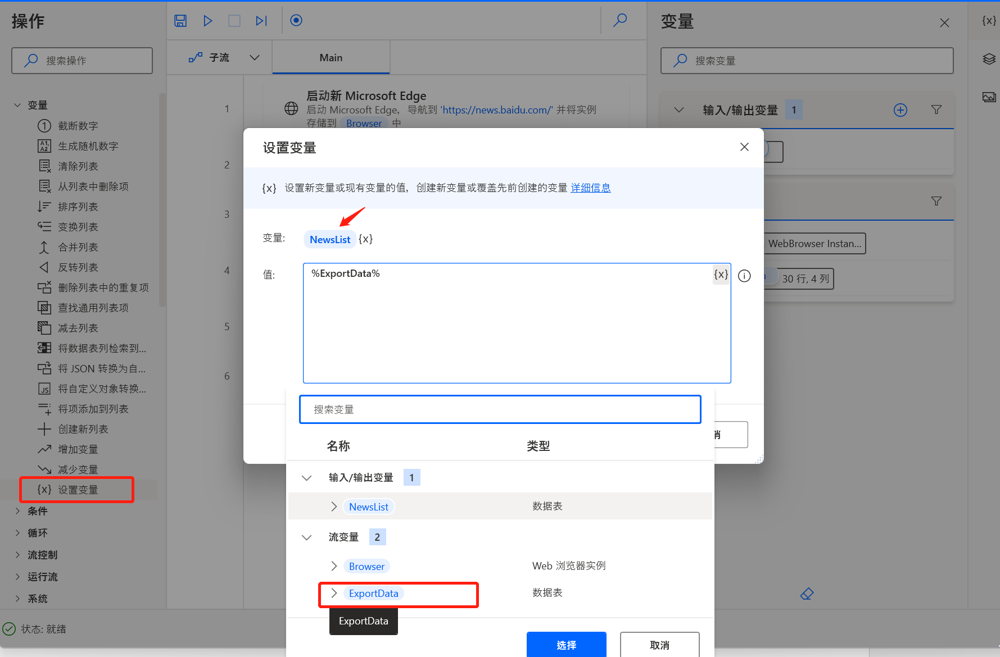 操作
搜索操作
变量
截断数字
生成随机数字
清除列表
从列表中删除项
排序列表
变换列表
合并列表
反转列表
删除列表中的重复项
查找通用列表项
减去列表
将数据表列检索到...
将 JSON 转换为自...
将自定义对象转换...
将项添加到列表
创建新列表
增加变量
减少变量
{x} 设置变量
条件
循环
流控制
运行流
系统
状态: 就绪
子流
Main
1
启动新 Microsoft Edge
启动 Microsoft Edge，导航到 'https://news.baidu.com/' 并将实例
存储到 Browser 中
2
3
4
5
6
设置变量
{x} 设置新变量或现有变量的值，创建新变量或覆盖先前创建的变量 详细信息
变量: NewsList {x}
值: %ExportData% {x}
搜索变量
名称 类型
输入/输出变量 1
NewsList 数据表
流变量 2
Browser Web 浏览器实例
ExportData 数据表
ExportData
选择 取消
变量
{x}
搜索变量
输入/输出变量 1
WebBrowser Instan...
30 行, 4 列